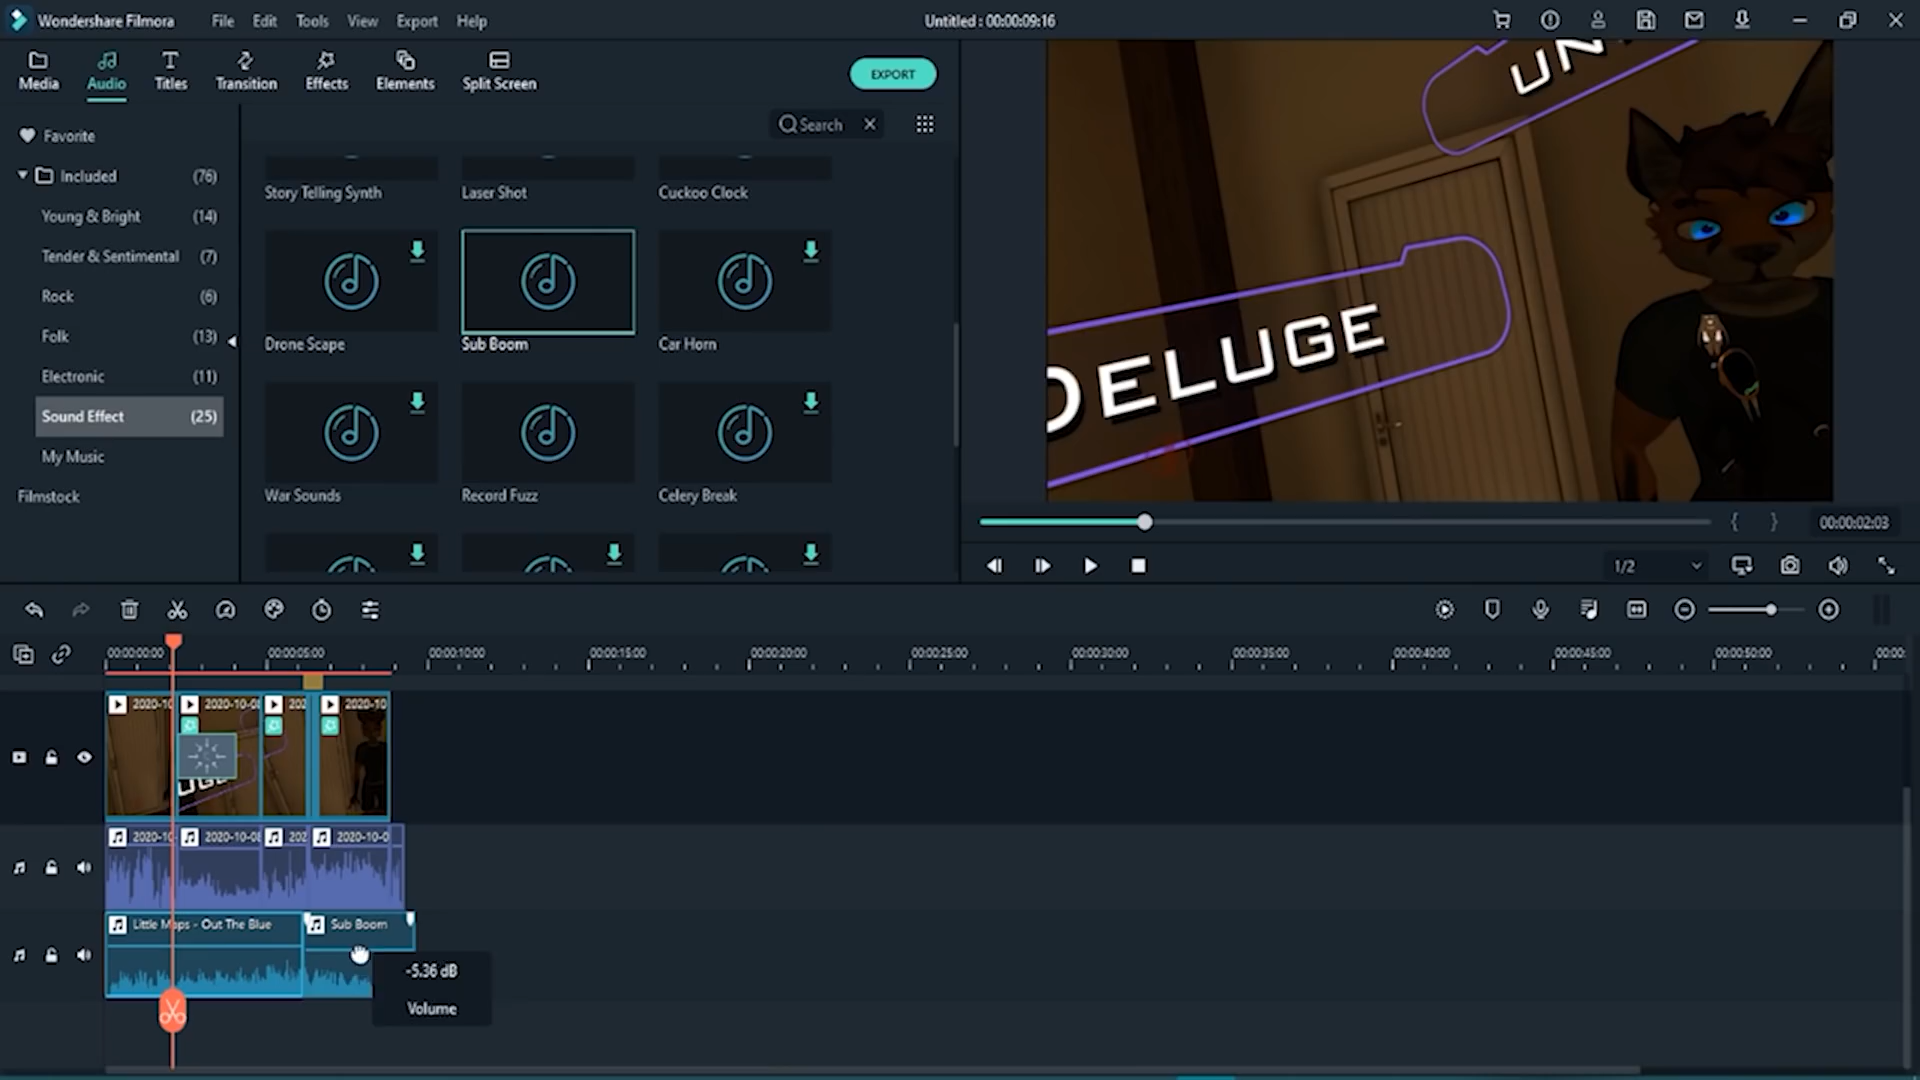 Wondershare Filmora
File Edit Tools View Export Help
Untitled : 00:00:09:16
Media Audio Titles Transition Effects Elements Split Screen
EXPORT
Search
Favorite
Included (76)
Young & Bright (14)
Tender & Sentimental (7)
Rock (6)
Folk (13)
Electronic (11)
Sound Effect (25)
My Music
Filmstock
Story Telling Synth Laser Shot Cuckoo Clock
Drone Scape Sub Boom Car Horn
War Sounds Record Fuzz Celery Break
UN
DELUGE
{ } 00:00:02:03
1/2
00:00:00:00 00:00:05:00 00:00:10:00 00:00:15:00 00:00:20:00 00:00:25:00 00:00:30:00 00:00:35:00 00:00:40:00 00:00:45:00 00:00:50:00 00:00
2020-10 2020-10-08 202 2020-10
UGE
2020-10 2020-10-08 202 2020-10-0
Little Maps - Out The Blue Sub Boom
-5.36 dB
Volume